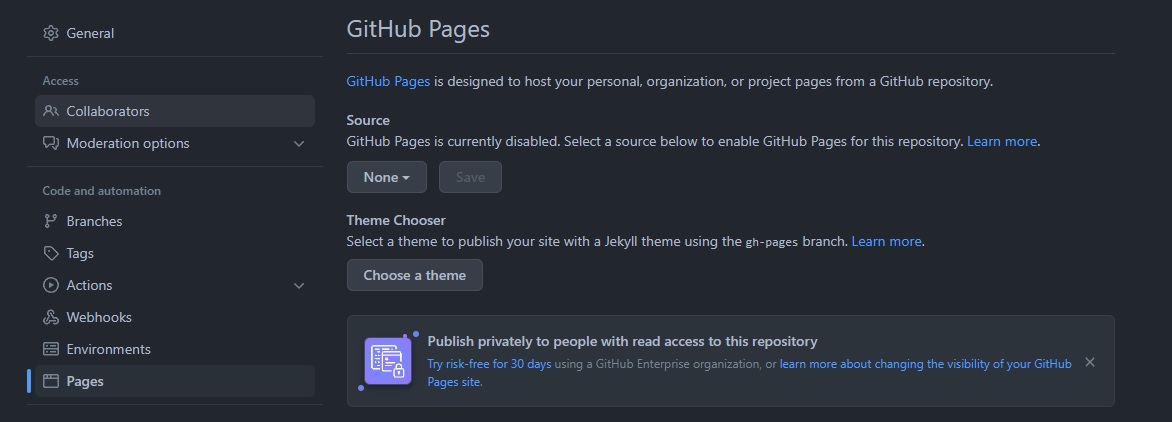 General
Access
Collaborators
Moderation options
Code and automation
Branches
Tags
Actions
Webhooks
Environments
Pages
GitHub Pages
GitHub Pages is designed to host your personal, organization, or project pages from a GitHub repository.
Source
GitHub Pages is currently disabled. Select a source below to enable GitHub Pages for this repository. Learn more.
None
Save
Theme Chooser
Select a theme to publish your site with a Jekyll theme using the gh-pages branch. Learn more.
Choose a theme
Publish privately to people with read access to this repository
Try risk-free for 30 days using a GitHub Enterprise organization, or learn more about changing the visibility of your GitHub
Pages site.